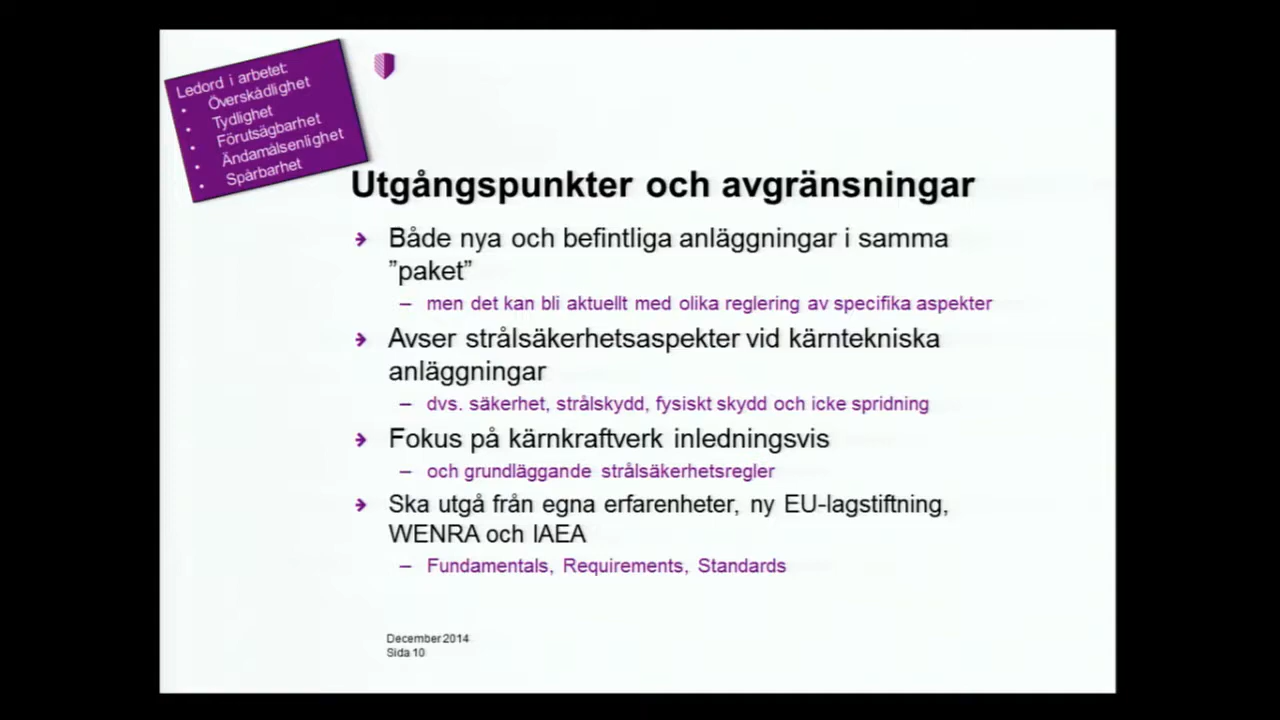 Ledord i arbetet:
• Överskådlighet
• Tydlighet
• Förutsägbarhet
• Ändamålsenlighet
• Spårbarhet
Utgångspunkter och avgränsningar
Både nya och befintliga anläggningar i samma
”paket”
– men det kan bli aktuellt med olika reglering av specifika aspekter
Avser strålsäkerhetsaspekter vid kärntekniska
anläggningar
– dvs. säkerhet, strålskydd, fysiskt skydd och icke spridning
Fokus på kärnkraftverk inledningsvis
– och grundläggande strålsäkerhetsregler
Ska utgå från egna erfarenheter, ny EU-lagstiftning,
WENRA och IAEA
– Fundamentals, Requirements, Standards
December 2014
Sida 10